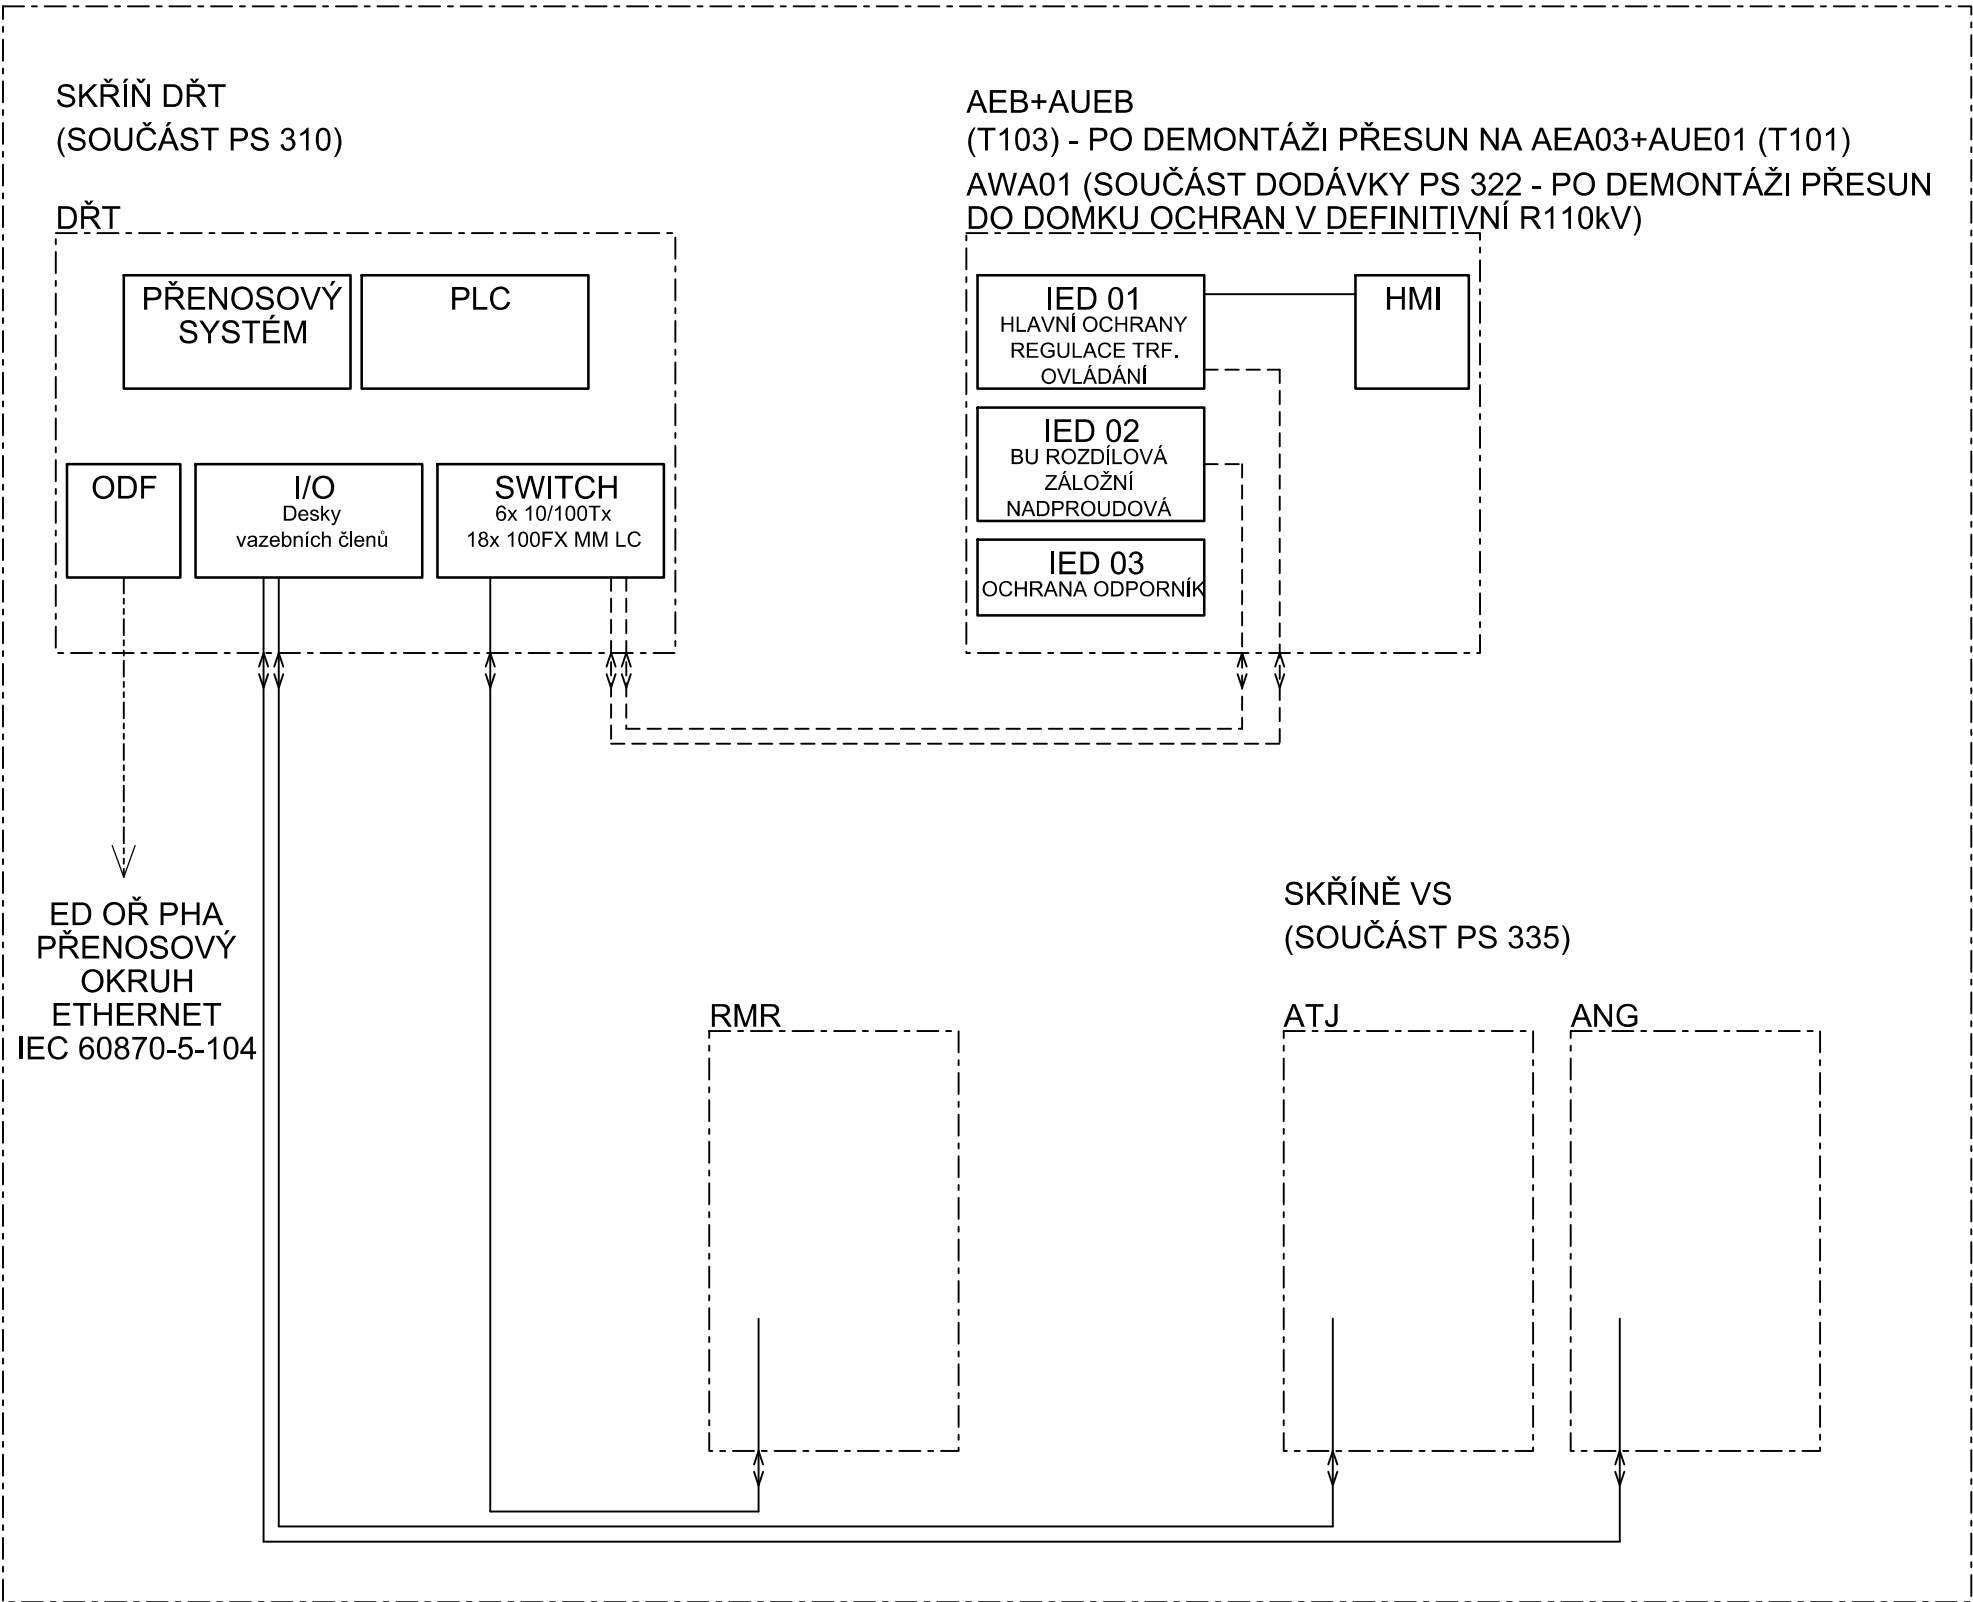 SKŘÍŇ DŘT
(SOUČÁST PS 310)
DŘT
PŘENOSOVÝ
SYSTÉM
PLC
ODF
I/O
Desky
vazebních členů
SWITCH
6x 10/100Tx
18x 100FX MM LC
AEB+AUEB
(T103) - PO DEMONTÁŽI PŘESUN NA AEA03+AUE01 (T101)
AWA01 (SOUČÁST DODÁVKY PS 322 - PO DEMONTÁŽI PŘESUN
DO DOMKU OCHRAN V DEFINITIVNÍ R110kV)
IED 01
HLAVNÍ OCHRANY
REGULACE TRF.
OVLÁDÁNÍ
HMI
IED 02
BU ROZDÍLOVÁ
ZÁLOŽNÍ
NADPROUDOVÁ
IED 03
OCHRANA ODPORNÍK
ED OŘ PHA
PŘENOSOVÝ
OKRUH
ETHERNET
IEC 60870-5-104
SKŘÍNĚ VS
(SOUČÁST PS 335)
RMR
ATJ
ANG